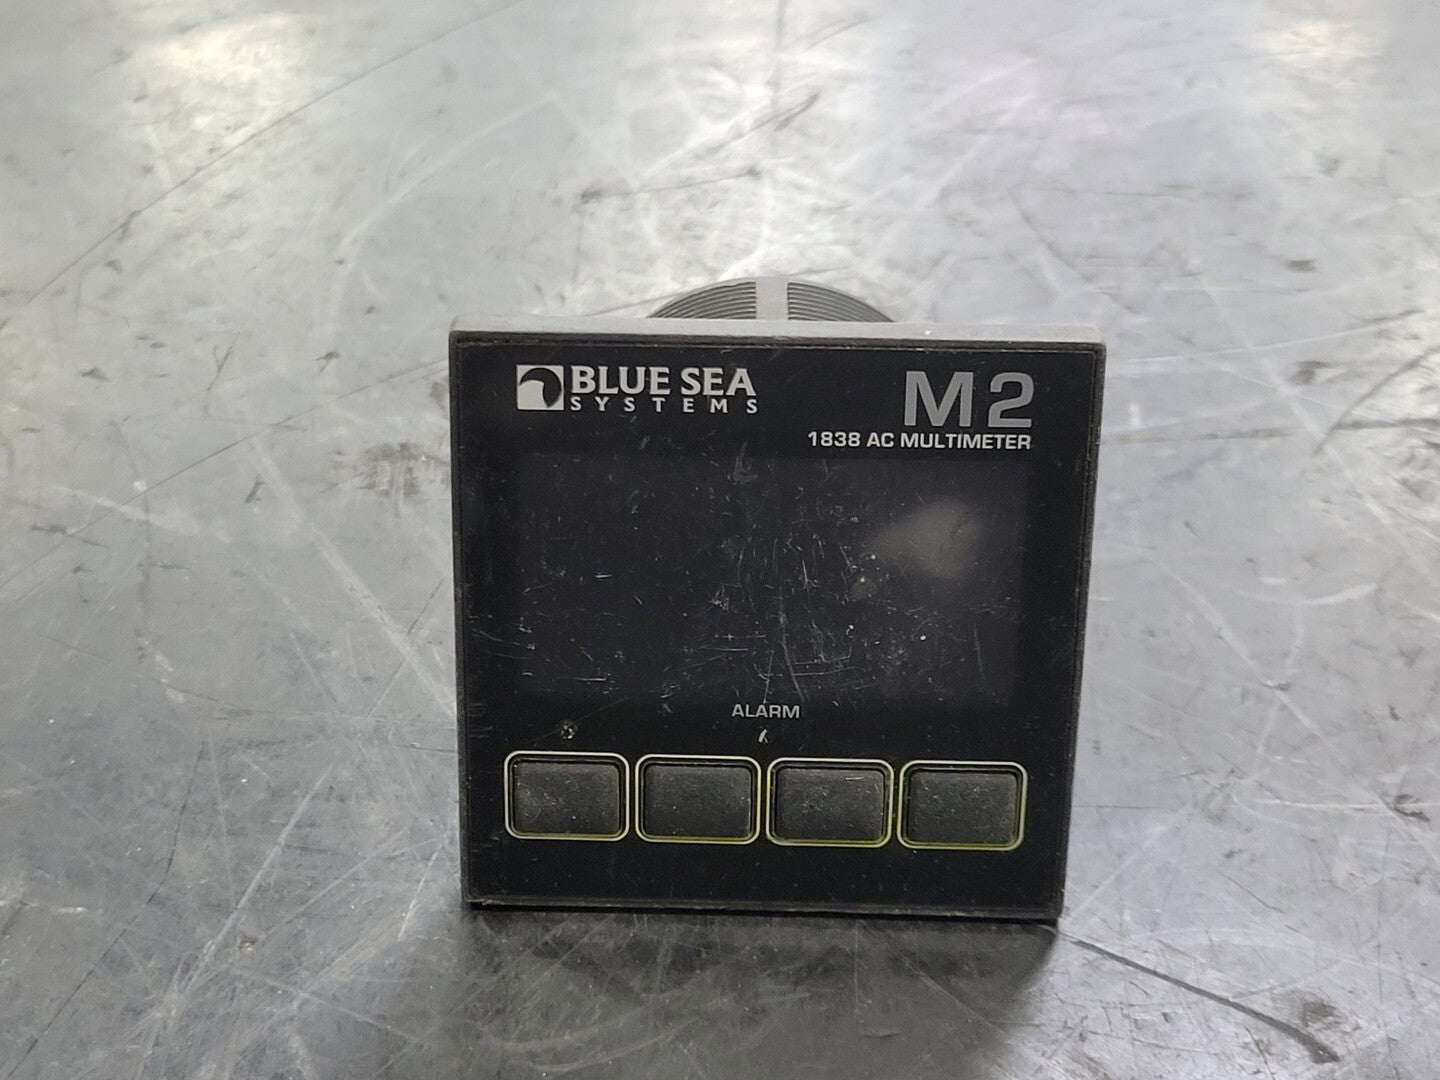 BLUE SEA
SYSTEMS
M2
1838 AC MULTIMETER
ALARM